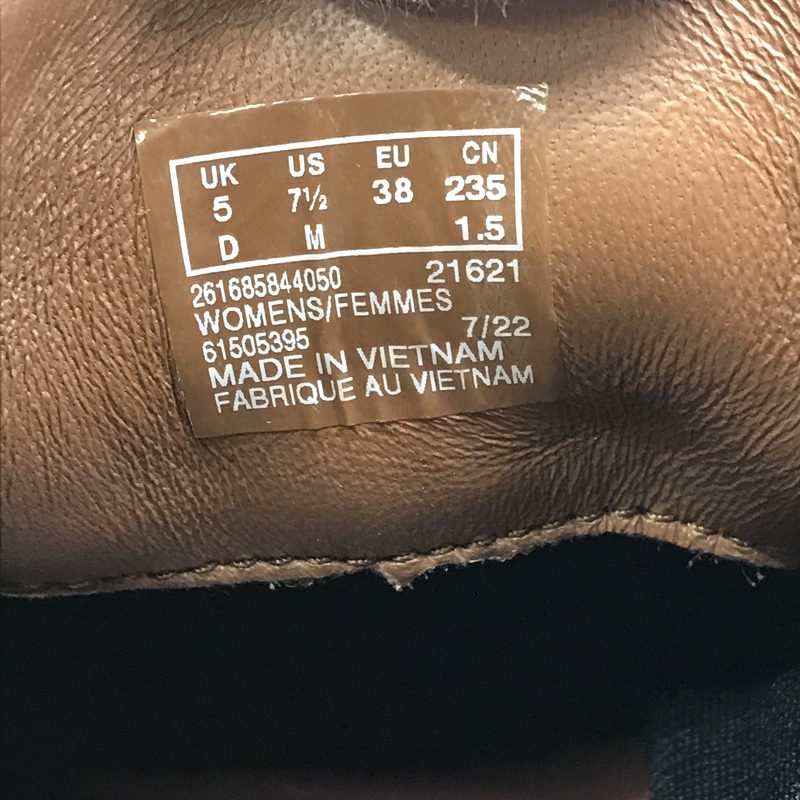 UK US EU CN
5 7½ 38 235
D M 1.5
261685844050 21621
WOMENS/FEMMES
61505395 7/22
MADE IN VIETNAM
FABRIQUE AU VIETNAM